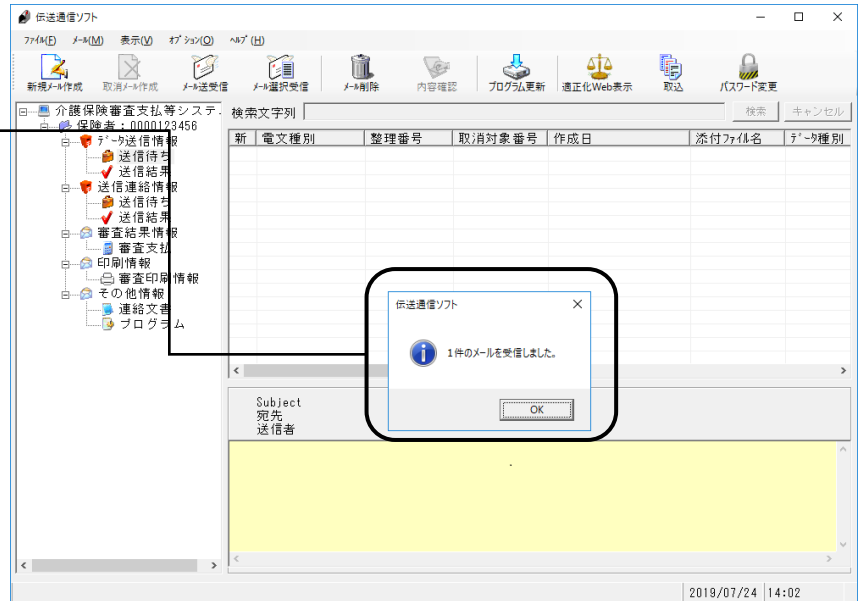 伝送通信ソフト
ﾌｧｲﾙ(F) ﾒｰﾙ(M) 表示(V) ｵﾌﾟｼｮﾝ(O) ﾍﾙﾌﾟ(H)
新規ﾒｰﾙ作成 取消ﾒｰﾙ作成 ﾒｰﾙ送受信 ﾒｰﾙ選択受信 ﾒｰﾙ削除 内容確認 ﾌﾟﾛｸﾞﾗﾑ更新 適正化Web表示 取込 ﾊﾟｽﾜｰﾄﾞ変更
介護保険審査支払等システ.
保険者：0000123456
ﾃﾞｰﾀ送信情報
送信待ち
送信結果
送信連絡情報
送信待ち
送信結果
審査結果情報
審査支払
印刷情報
審査印刷情報
その他情報
連絡文書
プログラム
検索文字列 検索 キャンセル
新 電文種別 整理番号 取消対象番号 作成日 添付ﾌｧｲﾙ名 ﾃﾞｰﾀ種別
伝送通信ソフト
1件のメールを受信しました。
OK
Subject
宛先
送信者
2019/07/24 14:02